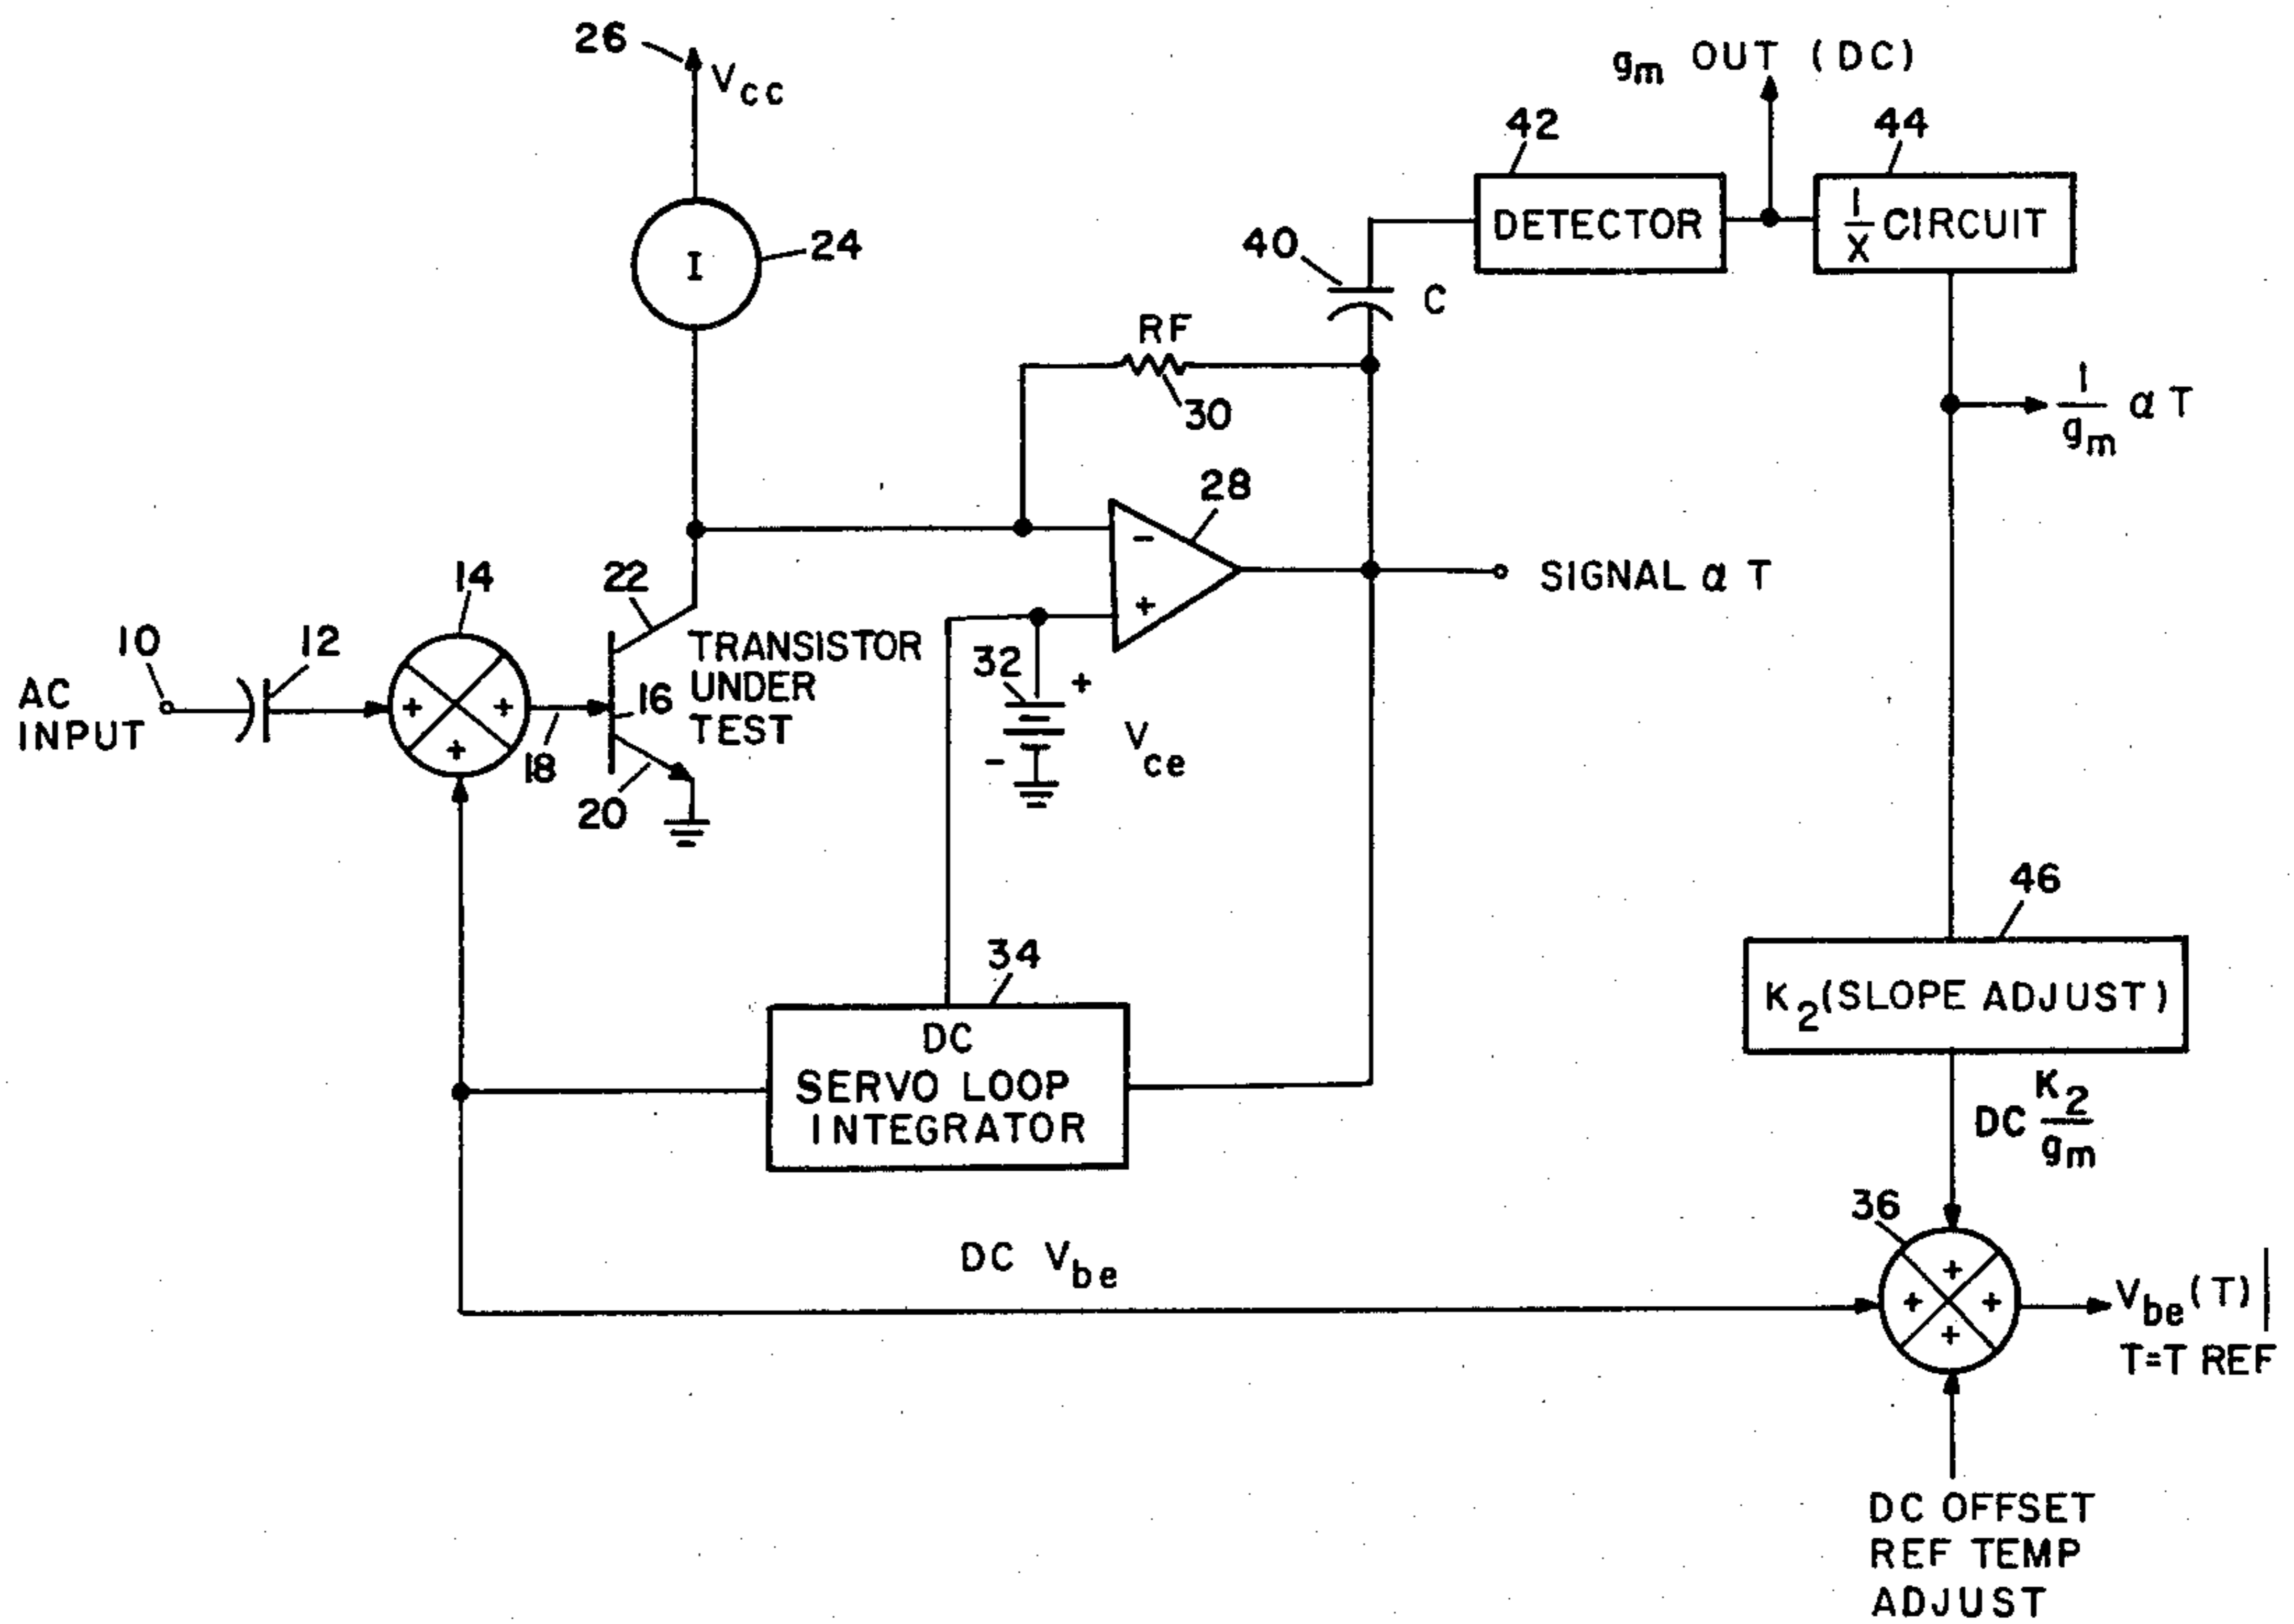 26
Vcc
gm OUT (DC)
42
44
I
24
DETECTOR
1/X CIRCUIT
40
C
RF
30
1/gm α T
28
14
22
−
+
SIGNAL α T
10
12
AC
INPUT
+
+
+
18
16
TRANSISTOR
UNDER
TEST
20
32
+
−
Vce
46
34
K2(SLOPE ADJUST)
DC
SERVO LOOP
INTEGRATOR
DC K2/gm
36
DC Vbe
+
+
+
+
Vbe(T)|
T=T REF
DC OFFSET
REF TEMP
ADJUST